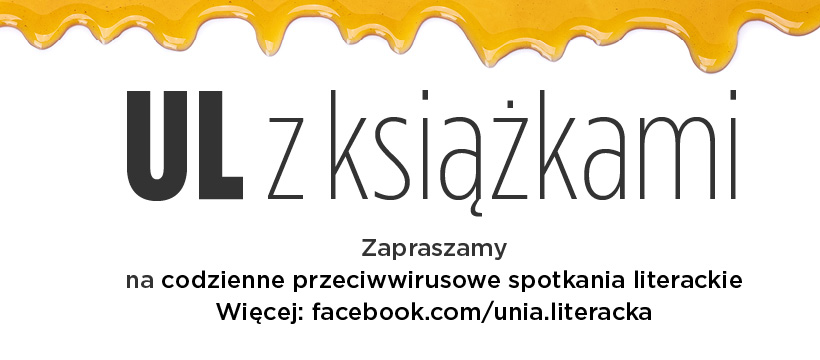 UL z książkami
Zapraszamy
na codzienne przeciwwirusowe spotkania literackie
Więcej: facebook.com/unia.literacka